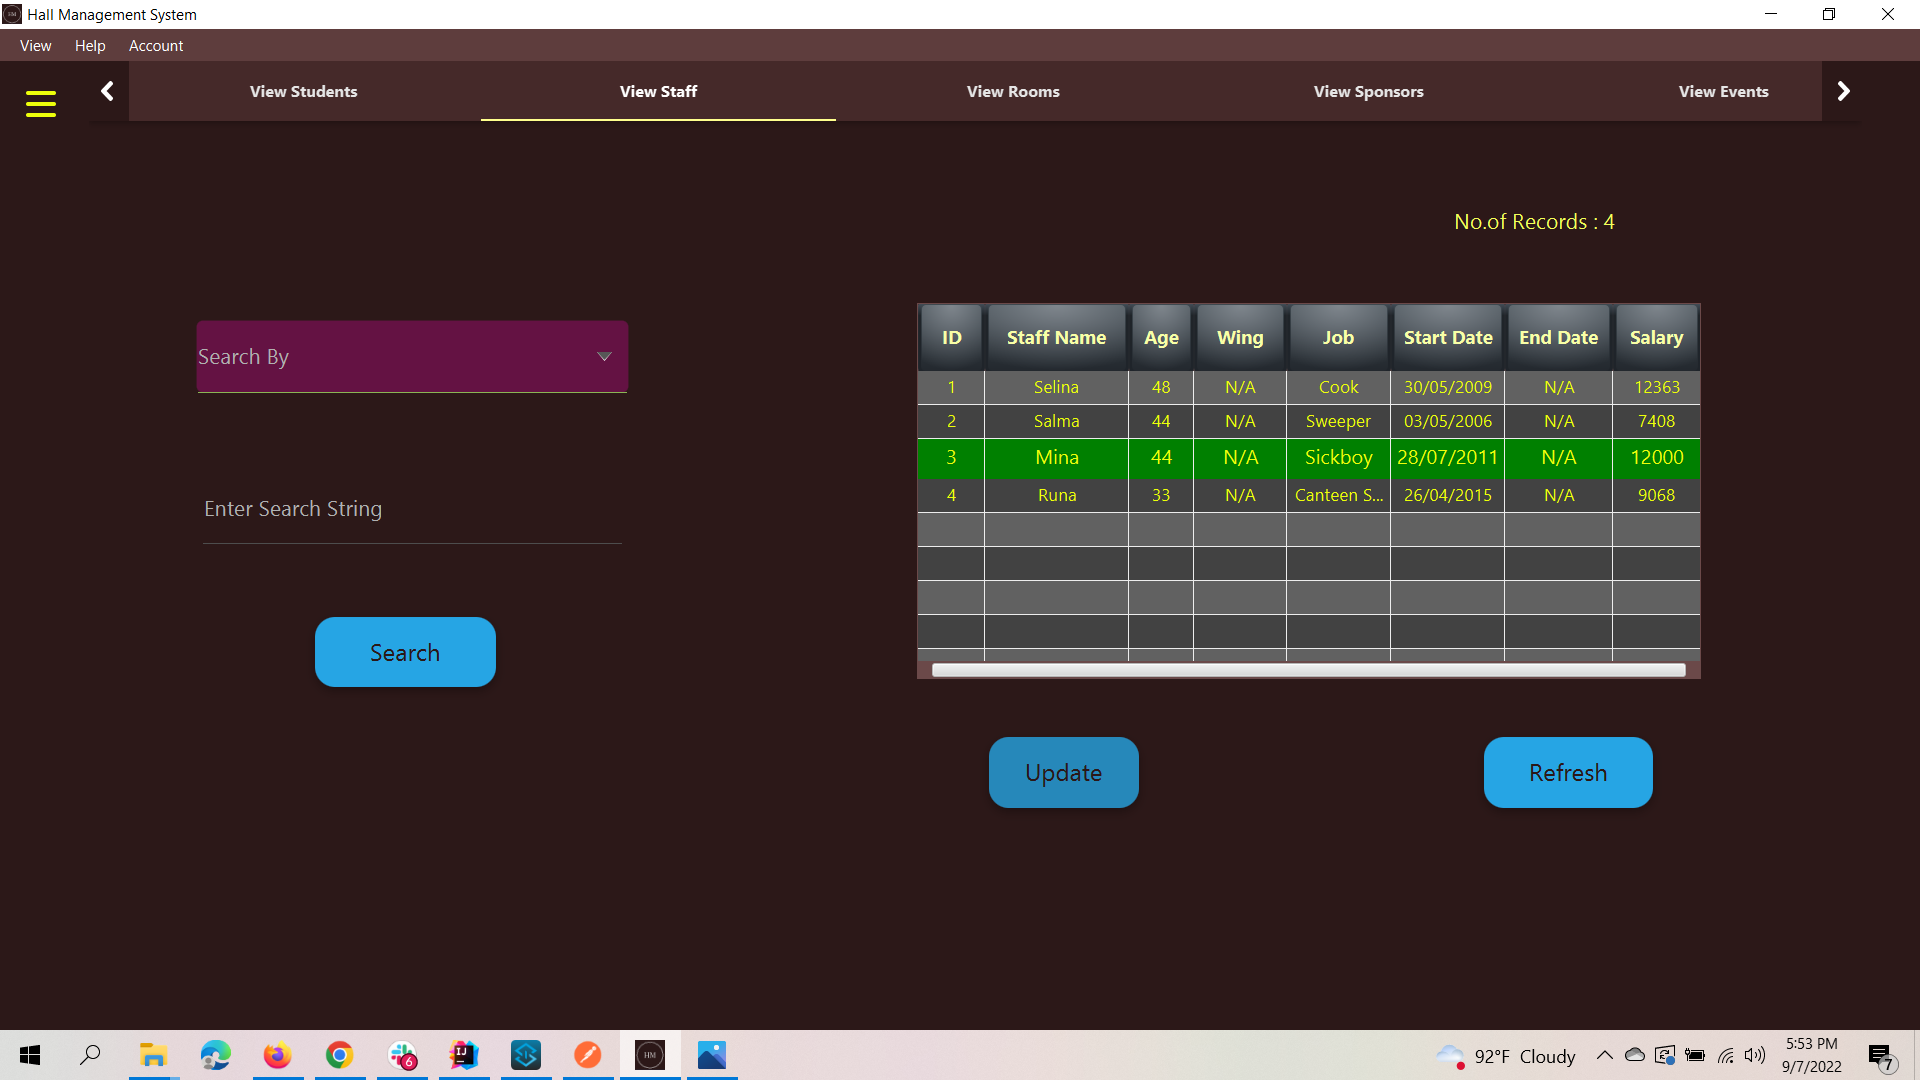 Hall Management System
View Help Account
View Students View Staff View Rooms View Sponsors View Events
No.of Records : 4
Search By
Enter Search String
Search
ID Staff Name Age Wing Job Start Date End Date Salary
1 Selina 48 N/A Cook 30/05/2009 N/A 12363
2 Salma 44 N/A Sweeper 03/05/2006 N/A 7408
3 Mina 44 N/A Sickboy 28/07/2011 N/A 12000
4 Runa 33 N/A Canteen S... 26/04/2015 N/A 9068
Update Refresh
6 IJ HM 92°F Cloudy 5:53 PM
9/7/2022 7